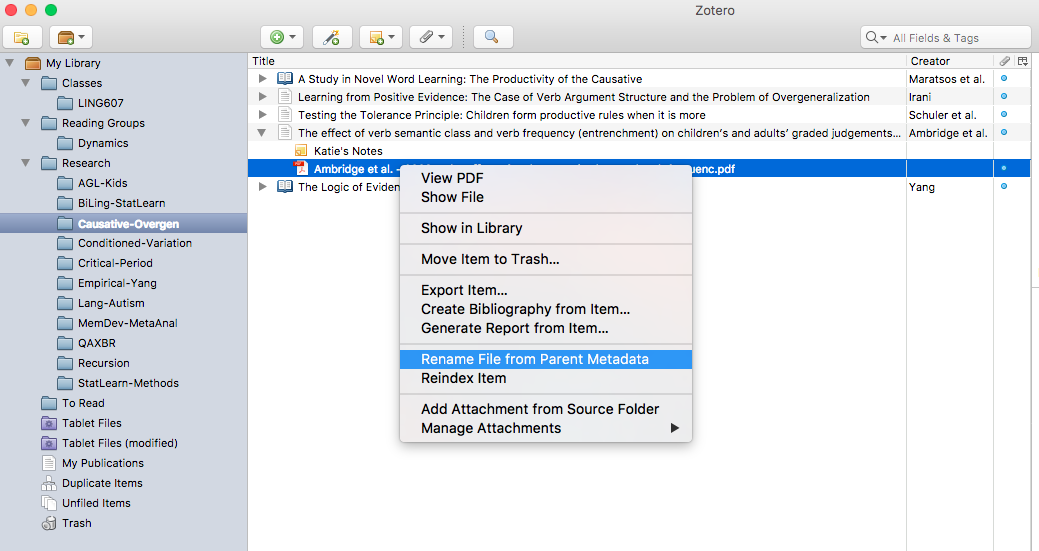 Zotero
All Fields & Tags
My Library
Classes
LING607
Reading Groups
Dynamics
Research
AGL-Kids
BiLing-StatLearn
Causative-Overgen
Conditioned-Variation
Critical-Period
Empirical-Yang
Lang-Autism
MemDev-MetaAnal
QAXBR
Recursion
StatLearn-Methods
To Read
Tablet Files
Tablet Files (modified)
My Publications
Duplicate Items
Unfiled Items
Trash
Title Creator
A Study in Novel Word Learning: The Productivity of the Causative Maratsos et al.
Learning from Positive Evidence: The Case of Verb Argument Structure and the Problem of Overgeneralization Irani
Testing the Tolerance Principle: Children form productive rules when it is more Schuler et al.
The effect of verb semantic class and verb frequency (entrenchment) on children's and adults' graded judgements... Ambridge et al.
Katie's Notes
Ambridge et al. - uenc.pdf
The Logic of Eviden Yang
View PDF
Show File
Show in Library
Move Item to Trash...
Export Item...
Create Bibliography from Item...
Generate Report from Item...
Rename File from Parent Metadata
Reindex Item
Add Attachment from Source Folder
Manage Attachments